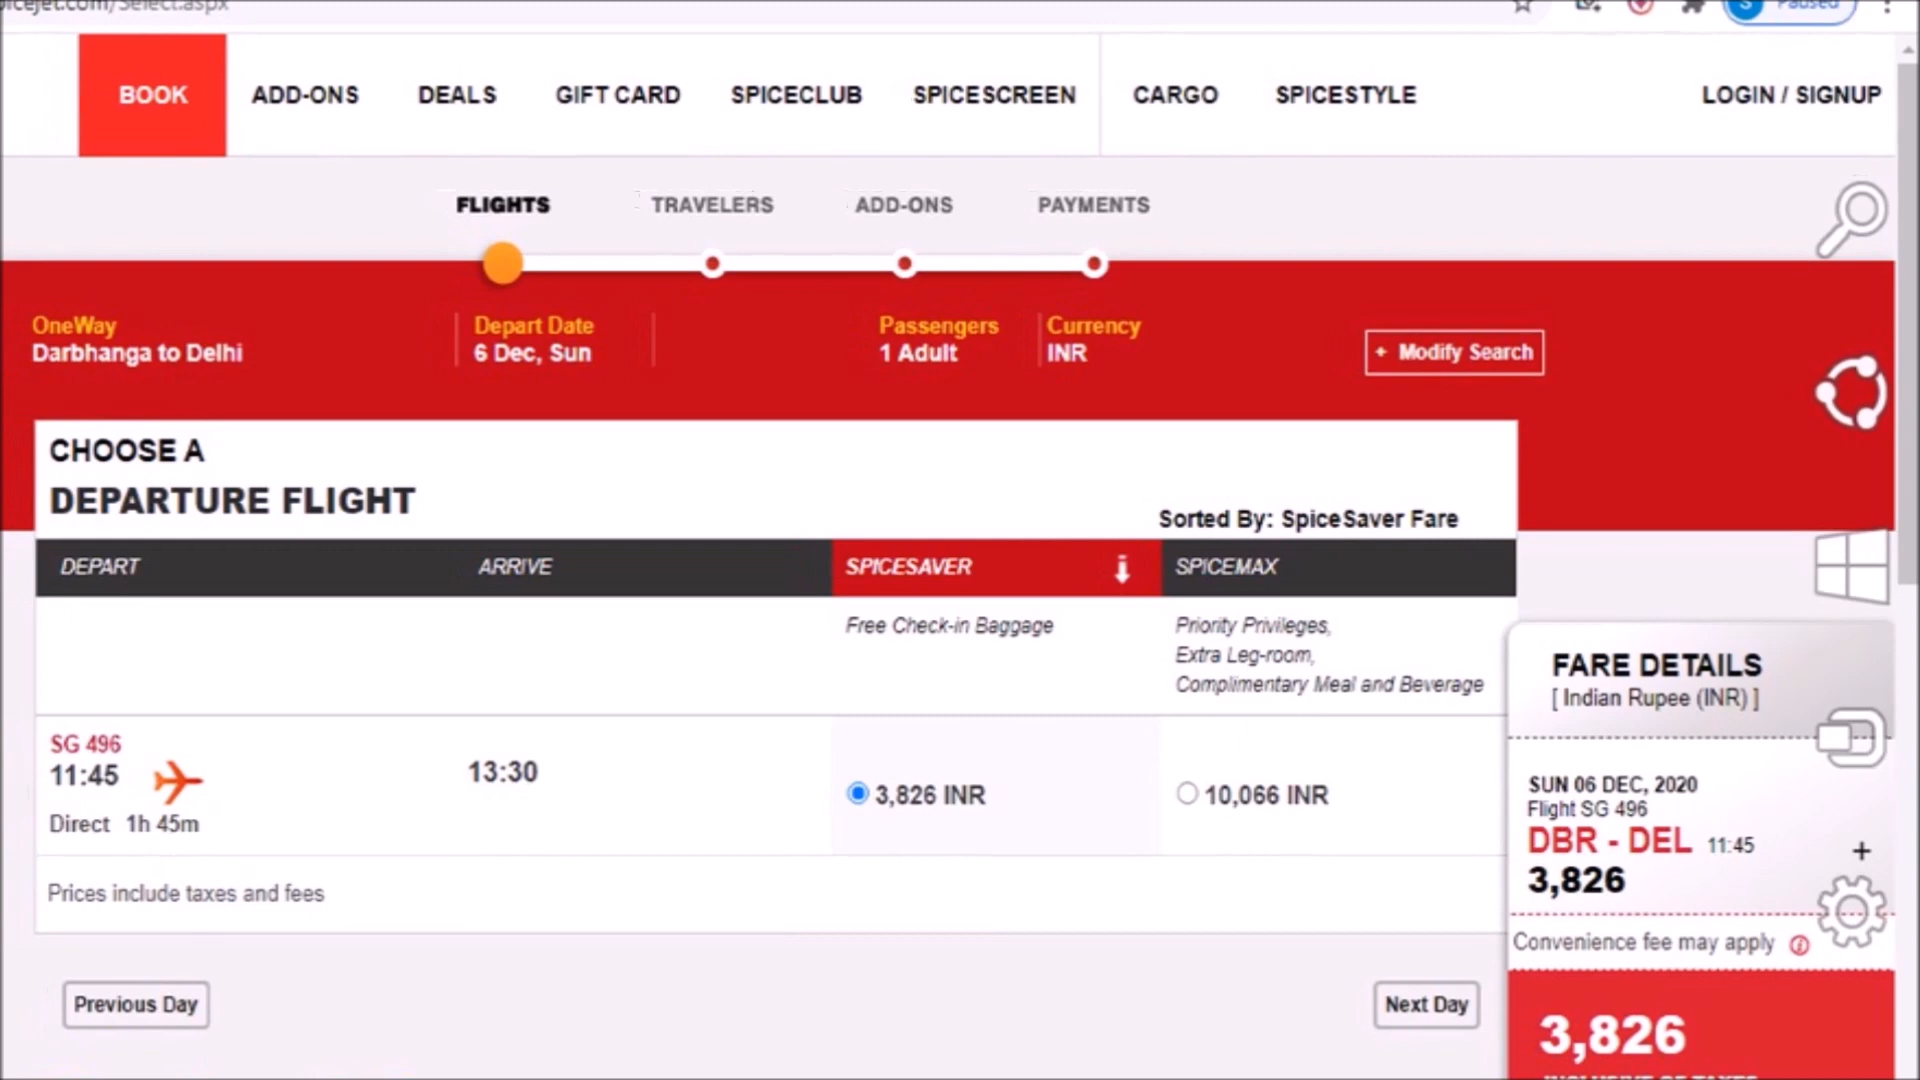 BOOK ADD-ONS DEALS GIFT CARD SPICECLUB SPICESCREEN CARGO SPICESTYLE LOGIN / SIGNUP
FLIGHTS TRAVELERS ADD-ONS PAYMENTS
OneWay
Darbhanga to Delhi
Depart Date
6 Dec, Sun
Passengers
1 Adult
Currency
INR
+ Modify Search
CHOOSE A
DEPARTURE FLIGHT
Sorted By: SpiceSaver Fare
DEPART ARRIVE SPICESAVER SPICEMAX
Free Check-in Baggage
Priority Privileges,
Extra Leg-room,
Complimentary Meal and Beverage
SG 496
11:45
Direct 1h 45m
13:30
3,826 INR
10,066 INR
Prices include taxes and fees
Previous Day
Next Day
FARE DETAILS
[ Indian Rupee (INR) ]
SUN 06 DEC, 2020
Flight SG 496
DBR - DEL 11:45
+
3,826
Convenience fee may apply
3,826